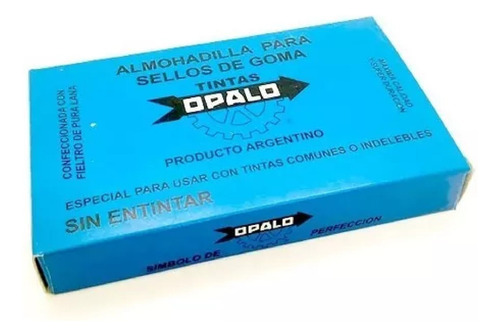 ALMOHADILLA PARA
SELLOS DE GOMA
TINTAS
OPALO
CONFECCIONADA CON
FIELTRO DE PURA LANA
PRODUCTO ARGENTINO
ESPECIAL PARA USAR CON TINTAS COMUNES O INDELEBLES
SIN ENTINTAR
OPALO
SIMBOLO DE
PERFECCION